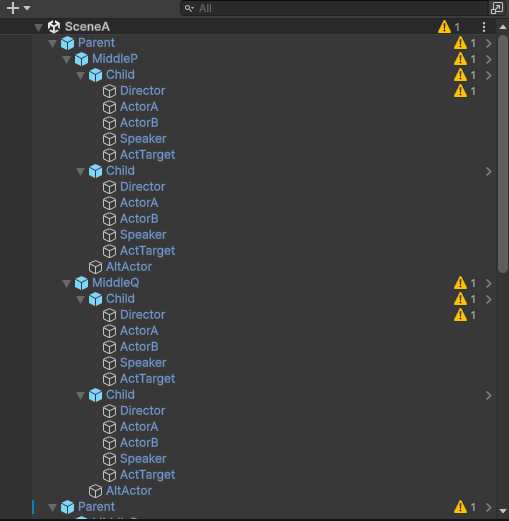 All
SceneA 1
Parent 1
MiddleP 1
Child 1
Director 1
ActorA
ActorB
Speaker
ActTarget
Child
Director
ActorA
ActorB
Speaker
ActTarget
AltActor
MiddleQ 1
Child 1
Director 1
ActorA
ActorB
Speaker
ActTarget
Child
Director
ActorA
ActorB
Speaker
ActTarget
AltActor
Parent 1